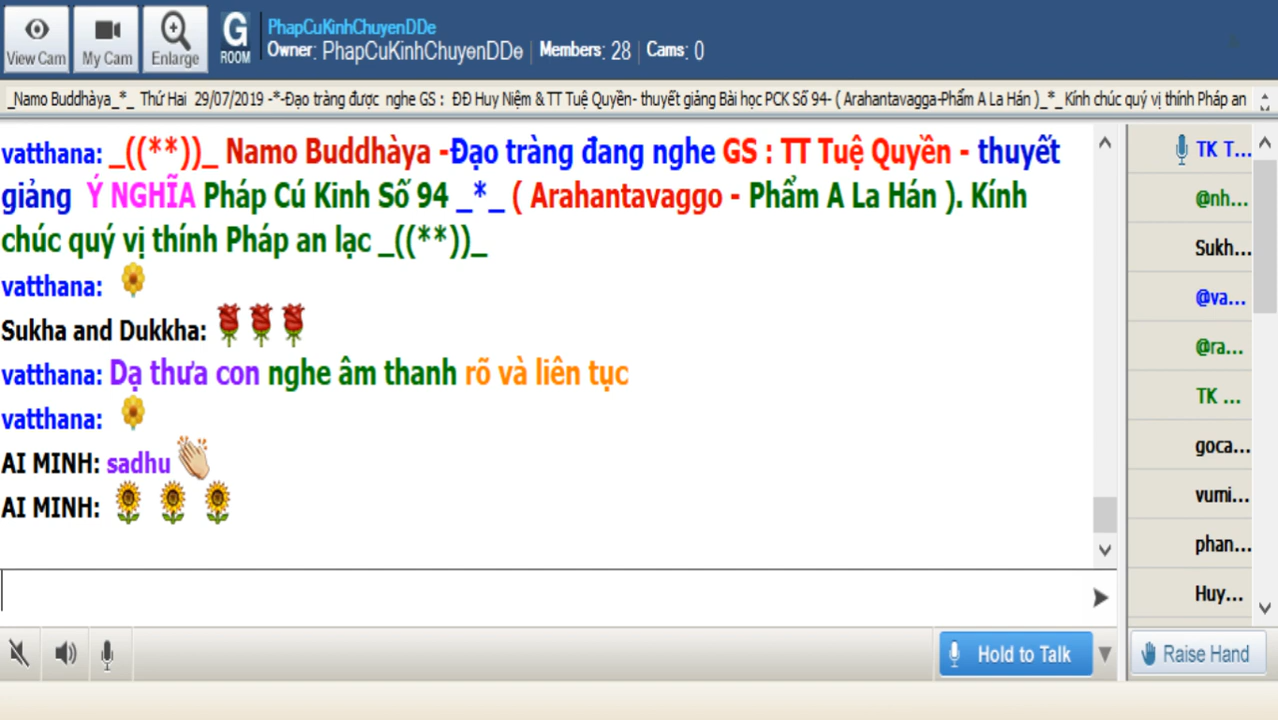 View Cam
My Cam
Enlarge
G
ROOM
PhapCuKinhChuyenDDe
Owner: PhapCuKinhChuyenDDe | Members: 28 | Cams: 0
_Namo Buddhàya_*_ Thứ Hai 29/07/2019 -*-Đạo tràng được nghe GS : ĐĐ Huy Niệm & TT Tuệ Quyền- thuyết giảng Bài học PCK Số 94- ( Arahantavagga-Phẩm A La Hán )_*_ Kính chúc quý vị thính Pháp an
vatthana: _((**))_ Namo Buddhàya -Đạo tràng đang nghe GS : TT Tuệ Quyền - thuyết
giảng Ý NGHĨA Pháp Cú Kinh Số 94 _*_ ( Arahantavaggo - Phẩm A La Hán ). Kính
chúc quý vị thính Pháp an lạc _((**))_
vatthana:
Sukha and Dukkha:
vatthana: Dạ thưa con nghe âm thanh rõ và liên tục
vatthana:
AI MINH: sadhu
AI MINH:
TK T...
@nh...
Sukh...
@va...
@ra...
TK ...
goca...
vumi...
phan...
Huy...
Hold to Talk
Raise Hand